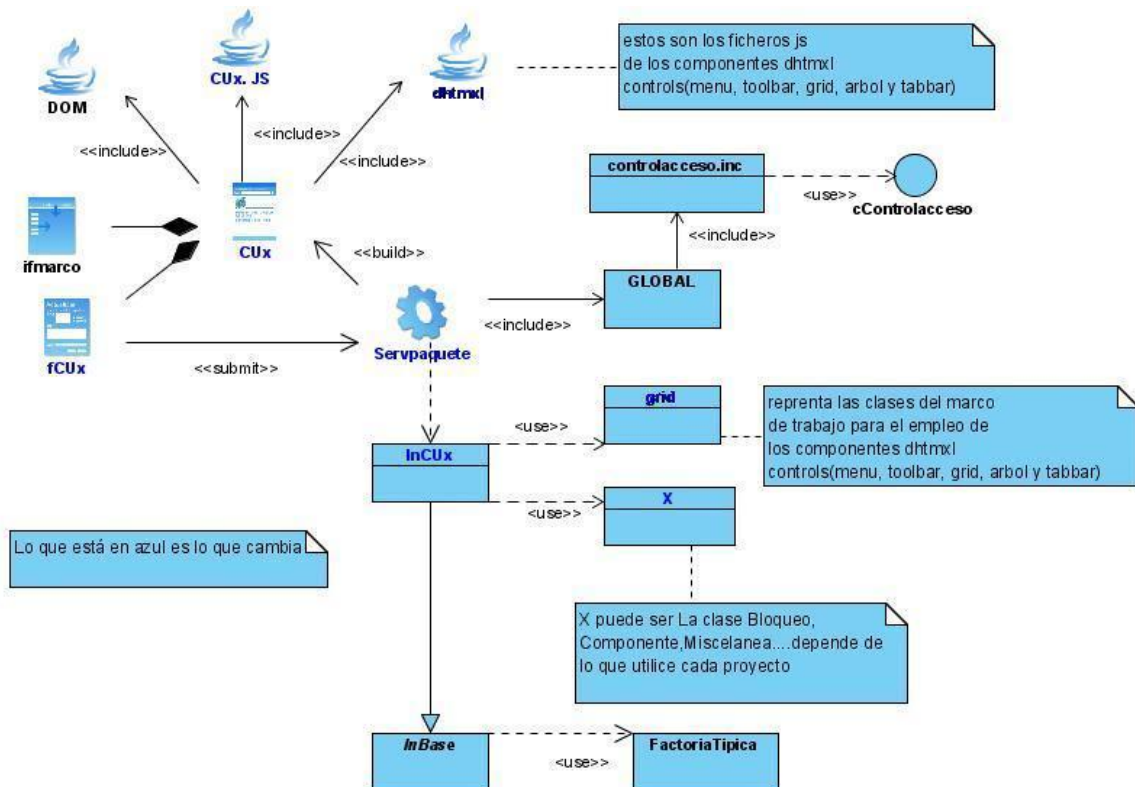 estos son los ficheros js
de los componentes dhtmxl
controls(menu, toolbar, grid, arbol y tabbar)
CUx. JS
DOM
dhtmxl
<<include>>
<<include>>
<<include>>
controlacceso.inc
<use>>
cControlacceso
<<include>>
ifmarco
CUx
<<build>>
GLOBAL
<<include>>
fCUx
<<submit>>
Servpaquete
grid
reprenta las clases del marco
de trabajo para el empleo de
los componentes dhtmxl
controls(menu, toolbar, grid, arbol y tabbar)
<use>>
InCUx
X
<use>>
Lo que está en azul es lo que cambia
X puede ser La clase Bloqueo,
Componente,Miscelanea....depende de
lo que utilice cada proyecto
InBase
FactoriaTipica
<use>>